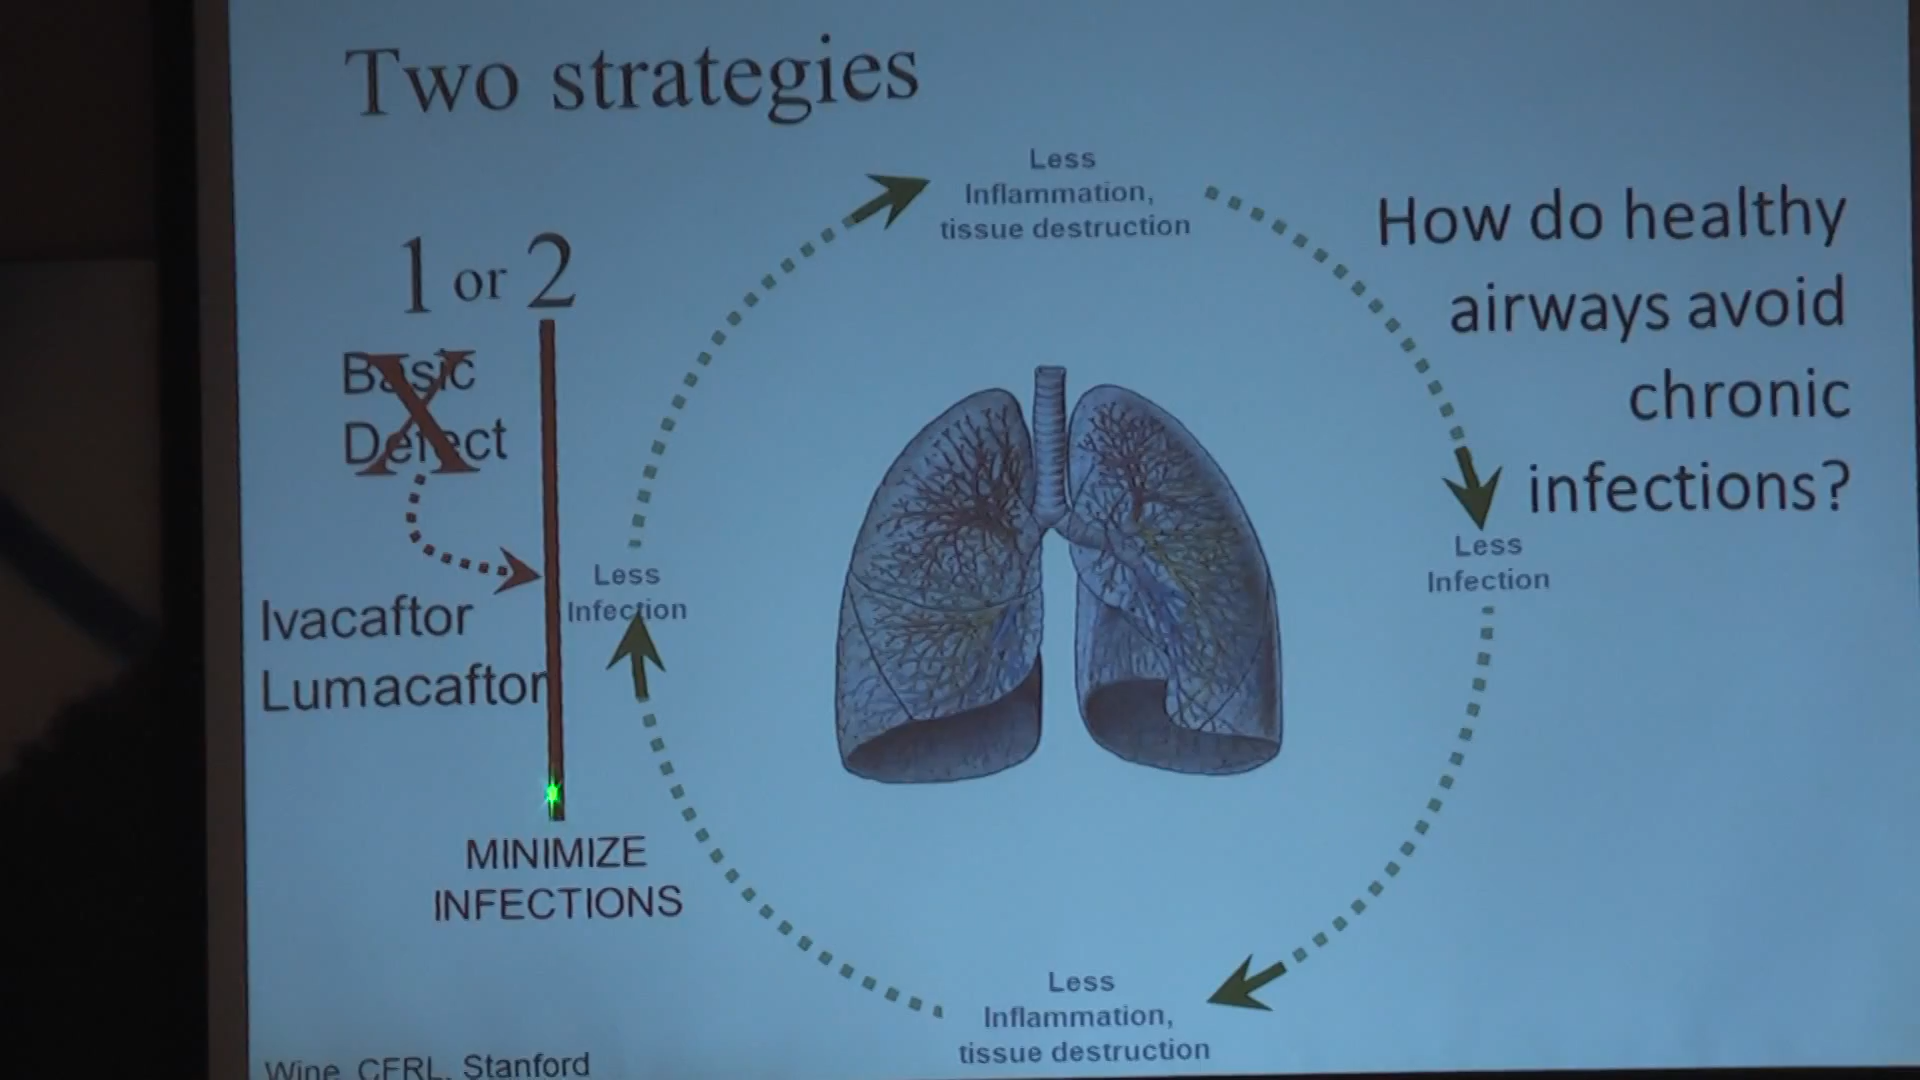 Two strategies
1 or 2
Basic
Defect
Ivacaftor
Lumacaftor
MINIMIZE
INFECTIONS
Less
Inflammation,
tissue destruction
Less
Infection
Less
Inflammation,
tissue destruction
Less
Infection
How do healthy
airways avoid
chronic
infections?
Wine, CFRL, Stanford